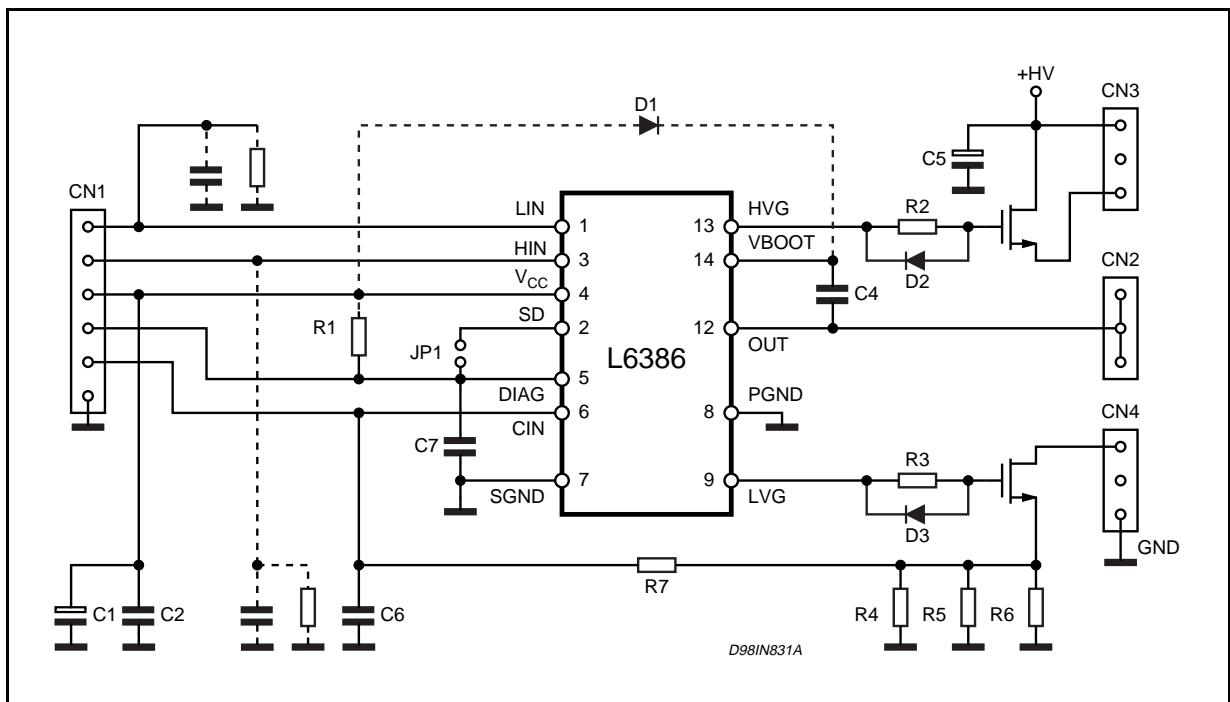 +HV
CN3
D1
C5
CN1
LIN
1
13
HVG
R2
HIN
3
14
VBOOT
D2
CN2
VCC
4
C4
R1
SD
2
12
OUT
JP1
L6386
5
DIAG
PGND
6
8
CIN
CN4
C7
R3
7
9
SGND
LVG
D3
GND
R7
C1
C2
C6
R4
R5
R6
D98IN831A